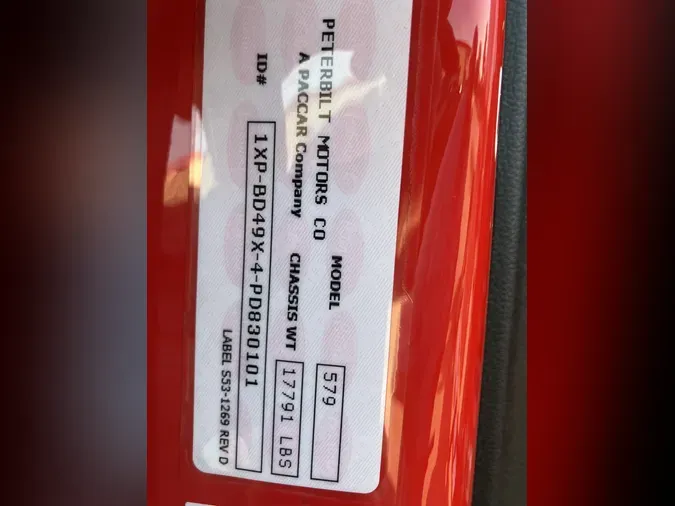 PETERBILT MOTORS CO MODEL 579
A PACCAR Company CHASSIS WT 17791 LBS
ID# 1XP-BD49X-4-PD830101
LABEL S53-1269 REV D